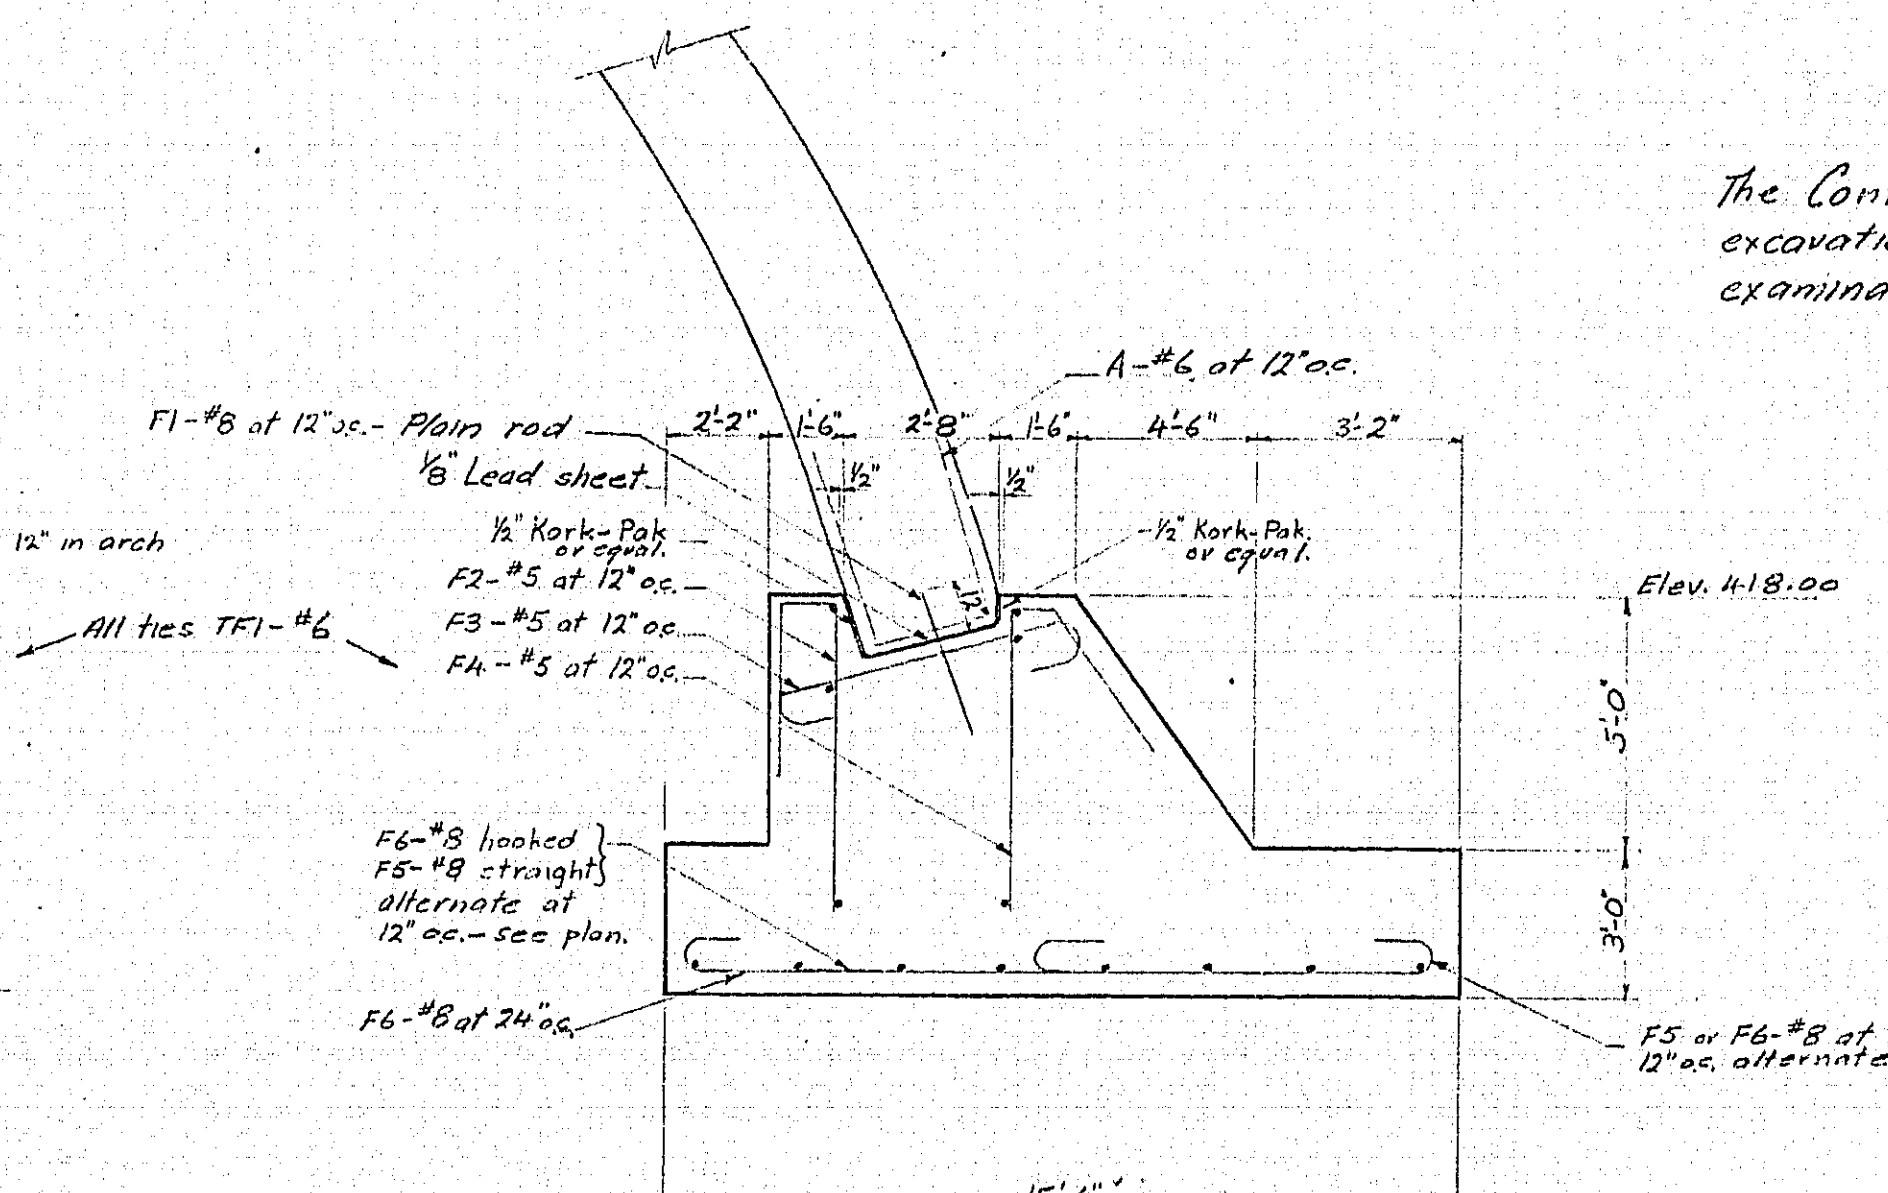 The
excavati
examina
A-#6 at 12"o.c.
F1-#8 at 12"o.c.- Plain rod
2'-2" 1'-6" 2'-8" 1'-6" 4'-6" 3'-2"
1/8" Lead sheet
1/2" 1/2"
1/2" Kork-Pak
or equal.
-1/2" Kork-Pak.
or equal.
12" in arch
F2-#5 at 12"o.c.
12"
Elev. 418.00
All ties TF1-#6
F3-#5 at 12"o.c.
F4-#5 at 12"o.c.
5'-0"
F6-#8 hooked
F5-#8 straight
alternate at
12" o.c.-see plan.
3'-0"
F6-#8 at 24"o.c.
F5 or F6-#8 at
12"o.c. alternate